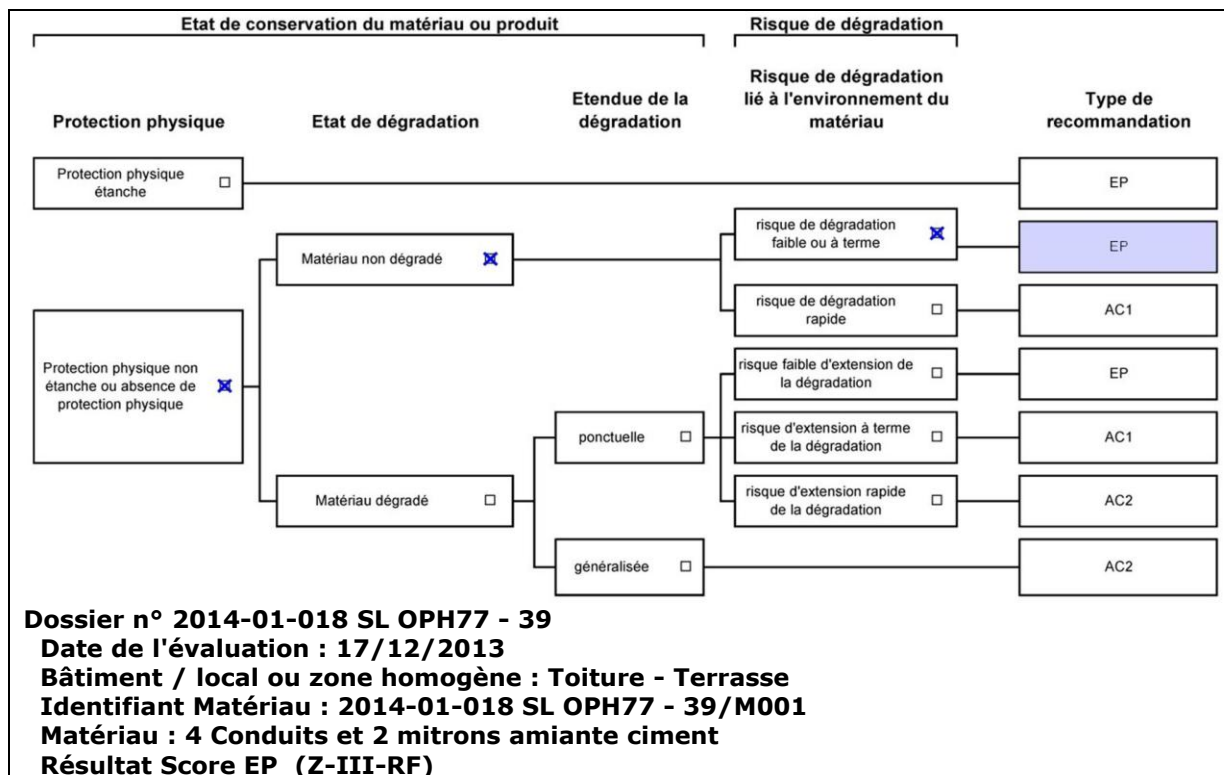 Etat de conservation du matériau ou produit
Risque de dégradation
Protection physique
Etat de dégradation
Etendue de la
dégradation
Risque de dégradation
lié à l'environnement du
matériau
Type de
recommandation
Protection physique
étanche
EP
Protection physique non
étanche ou absence de
protection physique
Matériau non dégradé
risque de dégradation
faible ou à terme
EP
risque de dégradation
rapide
AC1
Matériau dégradé
ponctuelle
risque faible d'extension de
la dégradation
EP
risque d'extension à terme
de la dégradation
AC1
risque d'extension rapide
de la dégradation
AC2
généralisée
AC2
Dossier n° 2014-01-018 SL OPH77 - 39
Date de l'évaluation : 17/12/2013
Bâtiment / local ou zone homogène : Toiture - Terrasse
Identifiant Matériau : 2014-01-018 SL OPH77 - 39/M001
Matériau : 4 Conduits et 2 mitrons amiante ciment
Résultat Score EP (Z-III-RF)